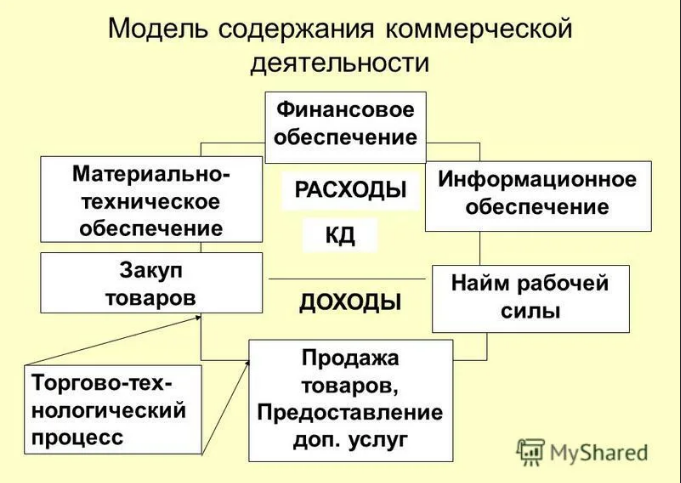 Модель содержания коммерческой
деятельности
Финансовое
обеспечение
Материально-
техническое
обеспечение
РАСХОДЫ
Информационное
обеспечение
КД
Закуп
товаров
ДОХОДЫ
Найм рабочей
силы
Торгово-тех-
нологический
процесс
Продажа
товаров,
Предоставление
доп. услуг
MyShared